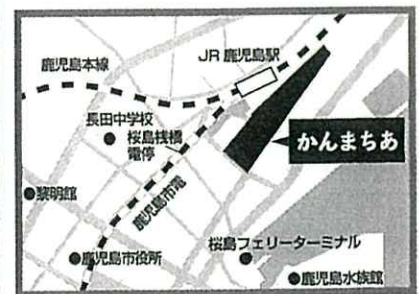 JR 鹿児島駅
鹿児島本線
長田中学校
桜島桟橋
電停
かんまちあ
鹿児島市電
黎明館
鹿児島市役所
桜島フェリーターミナル
鹿児島水族館